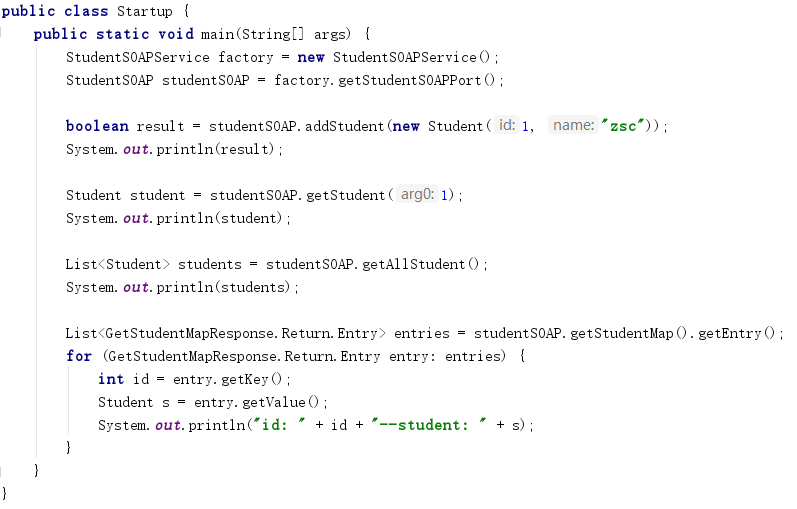 public class Startup {
    public static void main(String[] args) {
        StudentSOAPService factory = new StudentSOAPService();
        StudentSOAP studentSOAP = factory.getStudentSOAPPort();

        boolean result = studentSOAP.addStudent(new Student( id: 1,  name: "zsc"));
        System.out.println(result);

        Student student = studentSOAP.getStudent( arg0: 1);
        System.out.println(student);

        List<Student> students = studentSOAP.getAllStudent();
        System.out.println(students);

        List<GetStudentMapResponse.Return.Entry> entries = studentSOAP.getStudentMap().getEntry();
        for (GetStudentMapResponse.Return.Entry entry: entries) {
            int id = entry.getKey();
            Student s = entry.getValue();
            System.out.println("id: " + id + "--student: " + s);
        }
    }
}